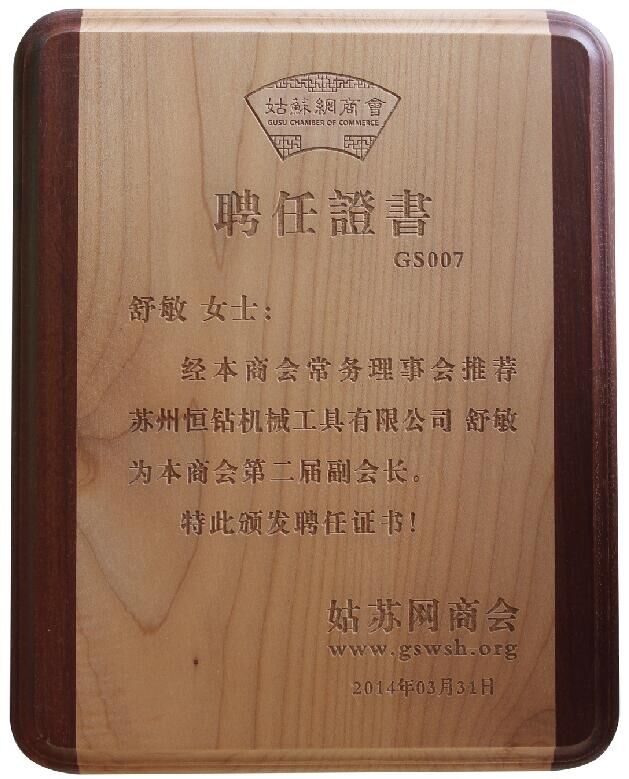 姑蘇網商會
GUSU CHAMBER OF COMMERCE
聘任證書
GS007
舒敏 女士：
经本商会常务理事会推荐
苏州恒钻机械工具有限公司 舒敏
为本商会第二届副会长。
特此颁发聘任证书！
姑苏网商会
www.gswsh.org
2014年03月31日